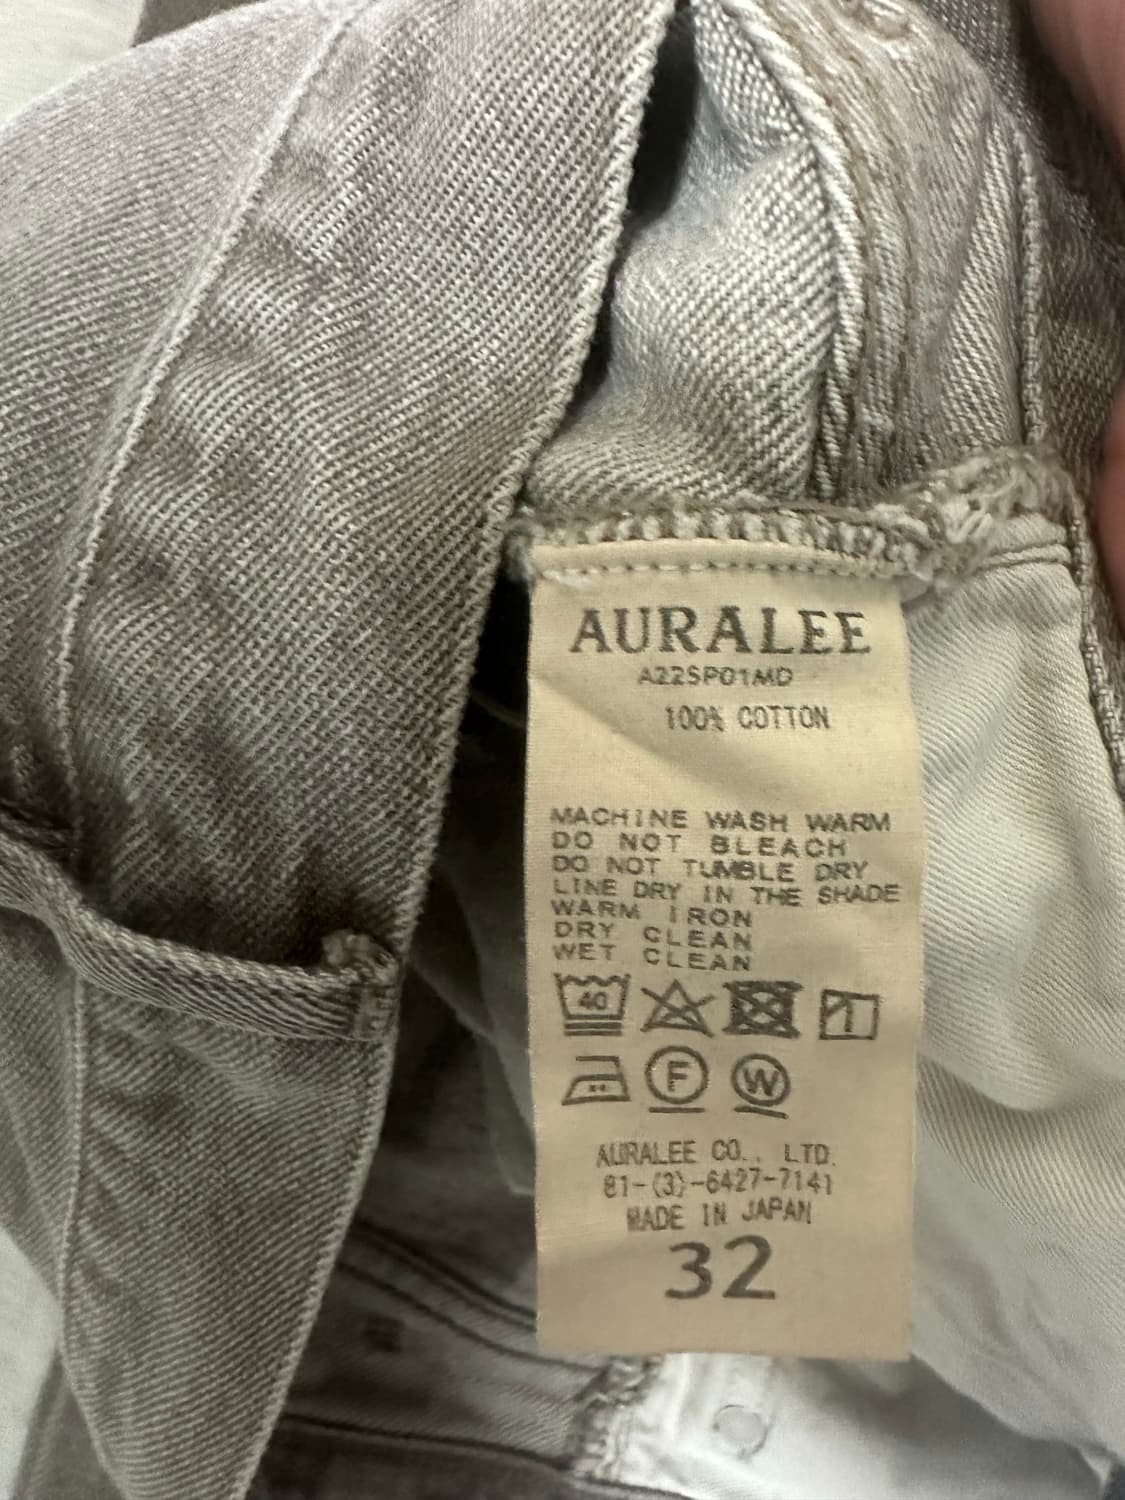 AURALEE
A22SP01MD
100% COTTON
MACHINE WASH WARM
DO NOT BLEACH
DO NOT TUMBLE DRY
LINE DRY IN THE SHADE
WARM IRON
DRY CLEAN
WET CLEAN
40
F W
AURALEE CO., LTD.
81-(3)-6427-7141
MADE IN JAPAN
32